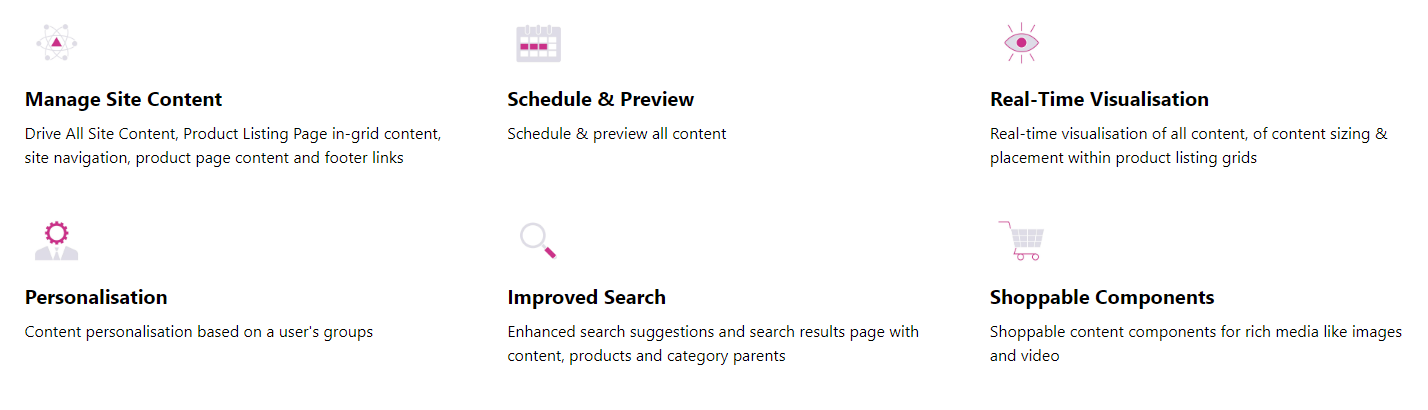 Manage Site Content
Drive All Site Content, Product Listing Page in-grid content,
site navigation, product page content and footer links
Schedule & Preview
Schedule & preview all content
Real-Time Visualisation
Real-time visualisation of all content, of content sizing &
placement within product listing grids
Personalisation
Content personalisation based on a user's groups
Improved Search
Enhanced search suggestions and search results page with
content, products and category parents
Shoppable Components
Shoppable content components for rich media like images
and video